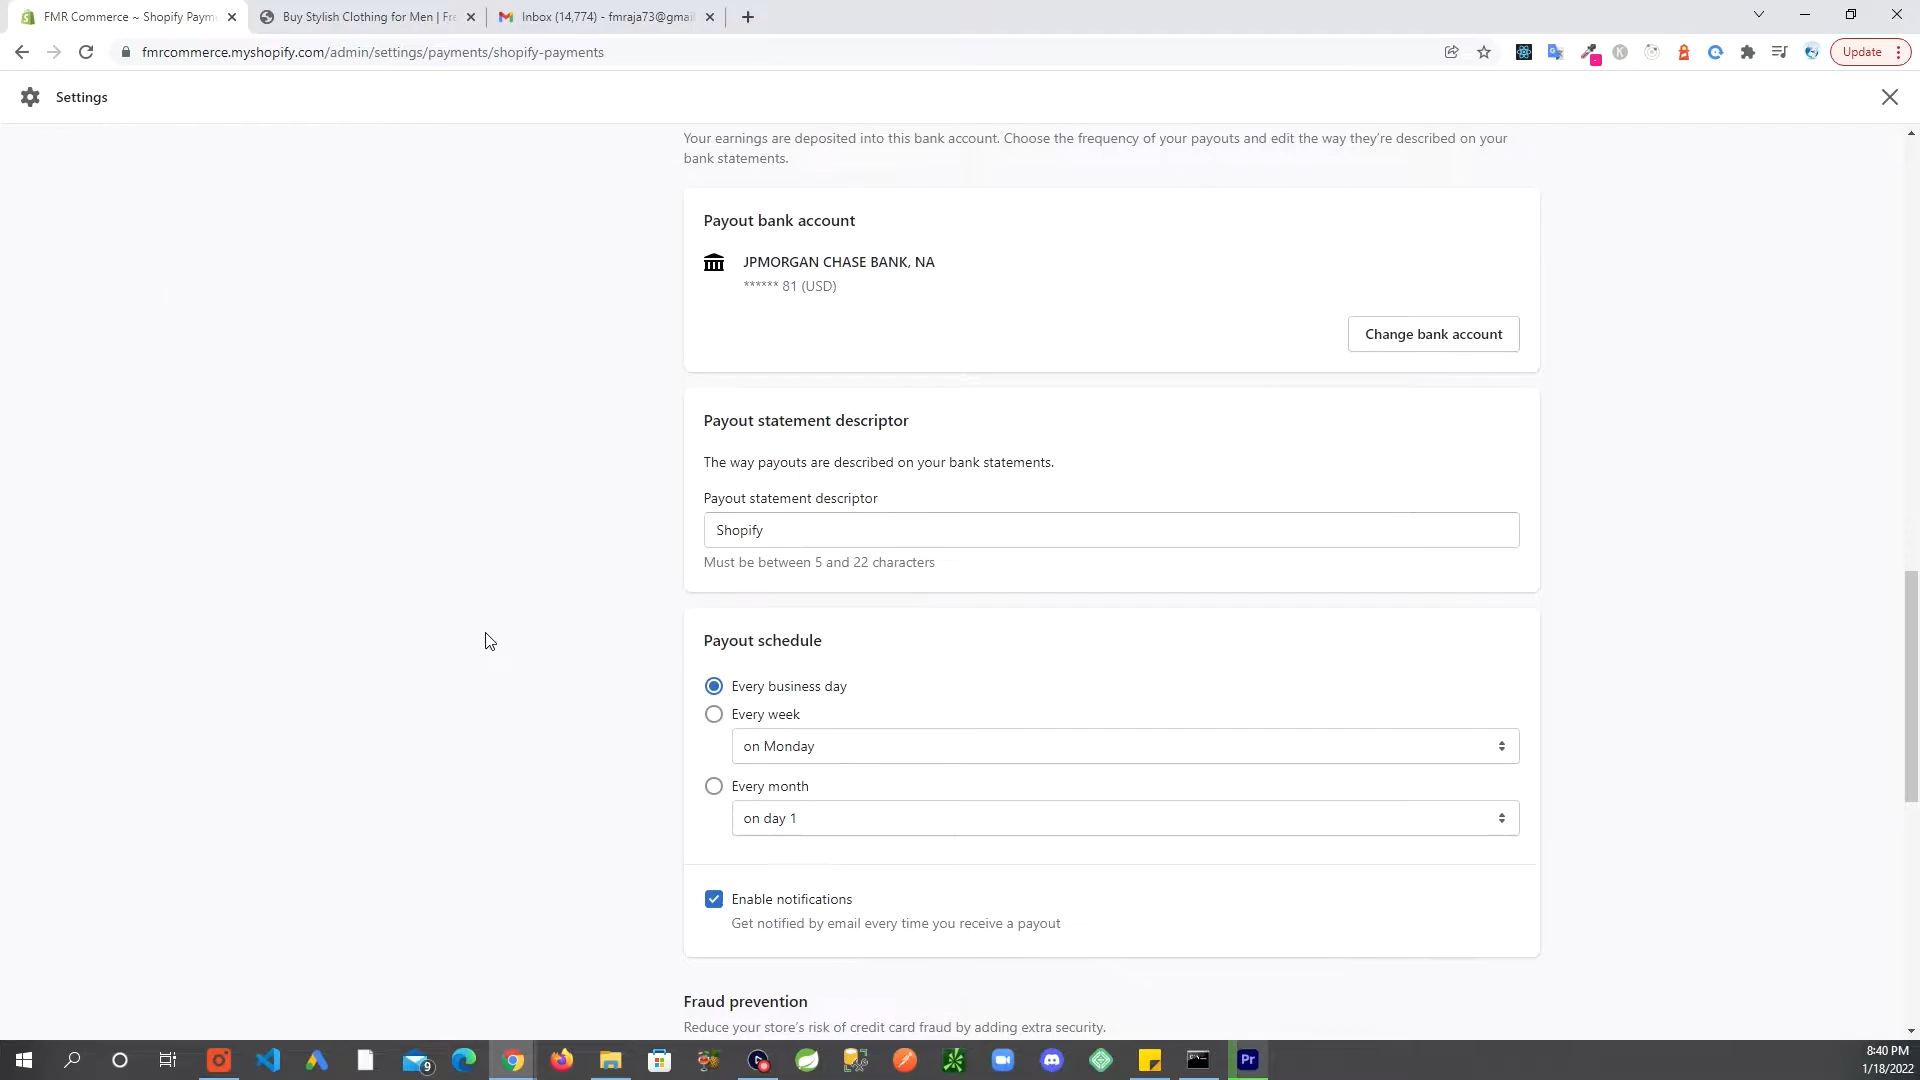 FMR Commerce ~ Shopify Payme
Buy Stylish Clothing for Men | Fre
Inbox (14,774) - fmraja73@gmai
fmrcommerce.myshopify.com/admin/settings/payments/shopify-payments
Update
Settings
Your earnings are deposited into this bank account. Choose the frequency of your payouts and edit the way they’re described on your
bank statements.
Payout bank account
JPMORGAN CHASE BANK, NA
****** 81 (USD)
Change bank account
Payout statement descriptor
The way payouts are described on your bank statements.
Payout statement descriptor
Shopify
Must be between 5 and 22 characters
Payout schedule
Every business day
Every week
on Monday
Every month
on day 1
Enable notifications
Get notified by email every time you receive a payout
Fraud prevention
Reduce your store’s risk of credit card fraud by adding extra security.
9
Pr
8:40 PM
1/18/2022